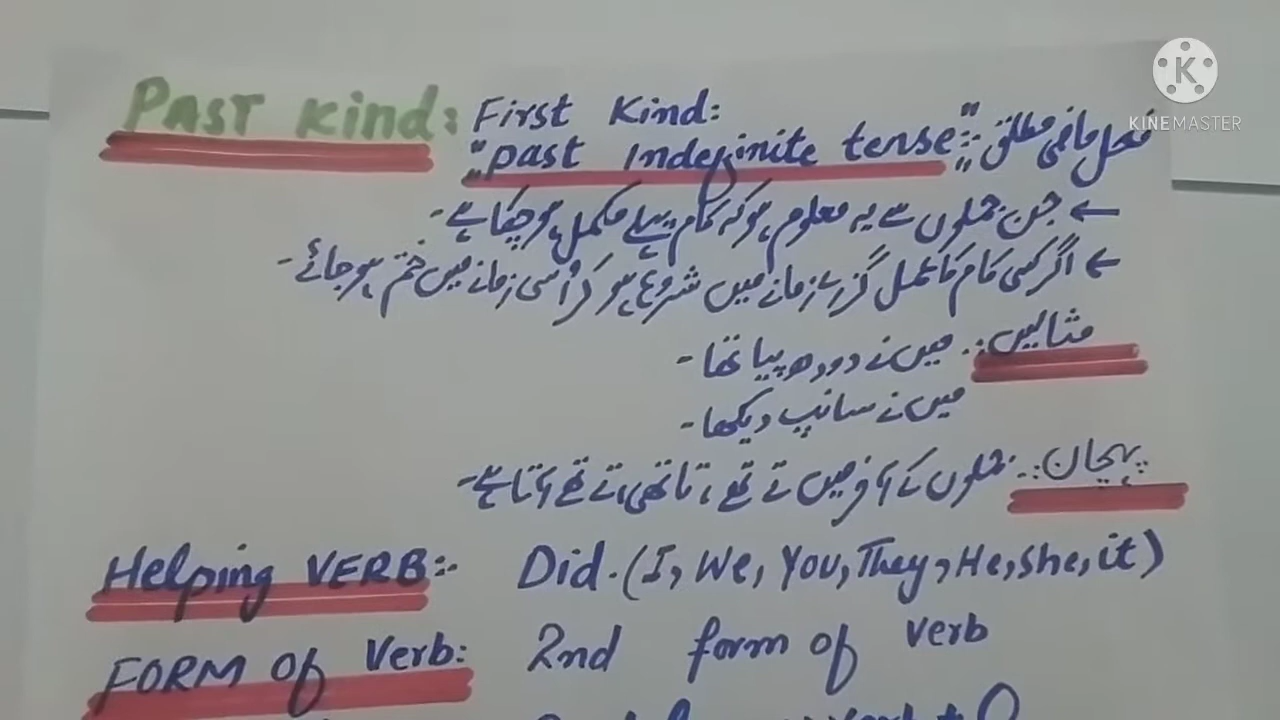 KINEMASTER
PAST Kind: First Kind:
"past Indefinite tense":- فعل ماضی مطلق
← جن جملوں سے یہ معلوم ہو کہ کام پہلے مکمل ہو چکا ہے -
← اگر کسی کام کا عمل گزرے زمانے میں شروع ہو کر اُسی زمانے میں ختم ہو جائے -
مثالیں:. میں نے دودھ پیا تھا -
میں نے سانپ دیکھا -
پہچان:. جملوں کے آخر میں تے تھے ، تا تھی ، تے تھے آتا ہے -
Helping VERB:- Did. (I, We, You, They, He, She, it)
FORM of Verb: 2nd form of verb